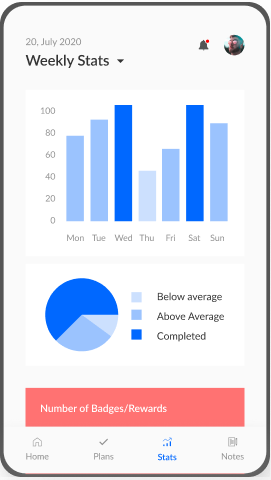 20, July 2020
Weekly Stats
100
80
60
40
20
0
Mon Tue Wed Thu Fri Sat Sun
Below average
Above Average
Completed
Number of Badges/Rewards
Home Plans Stats Notes